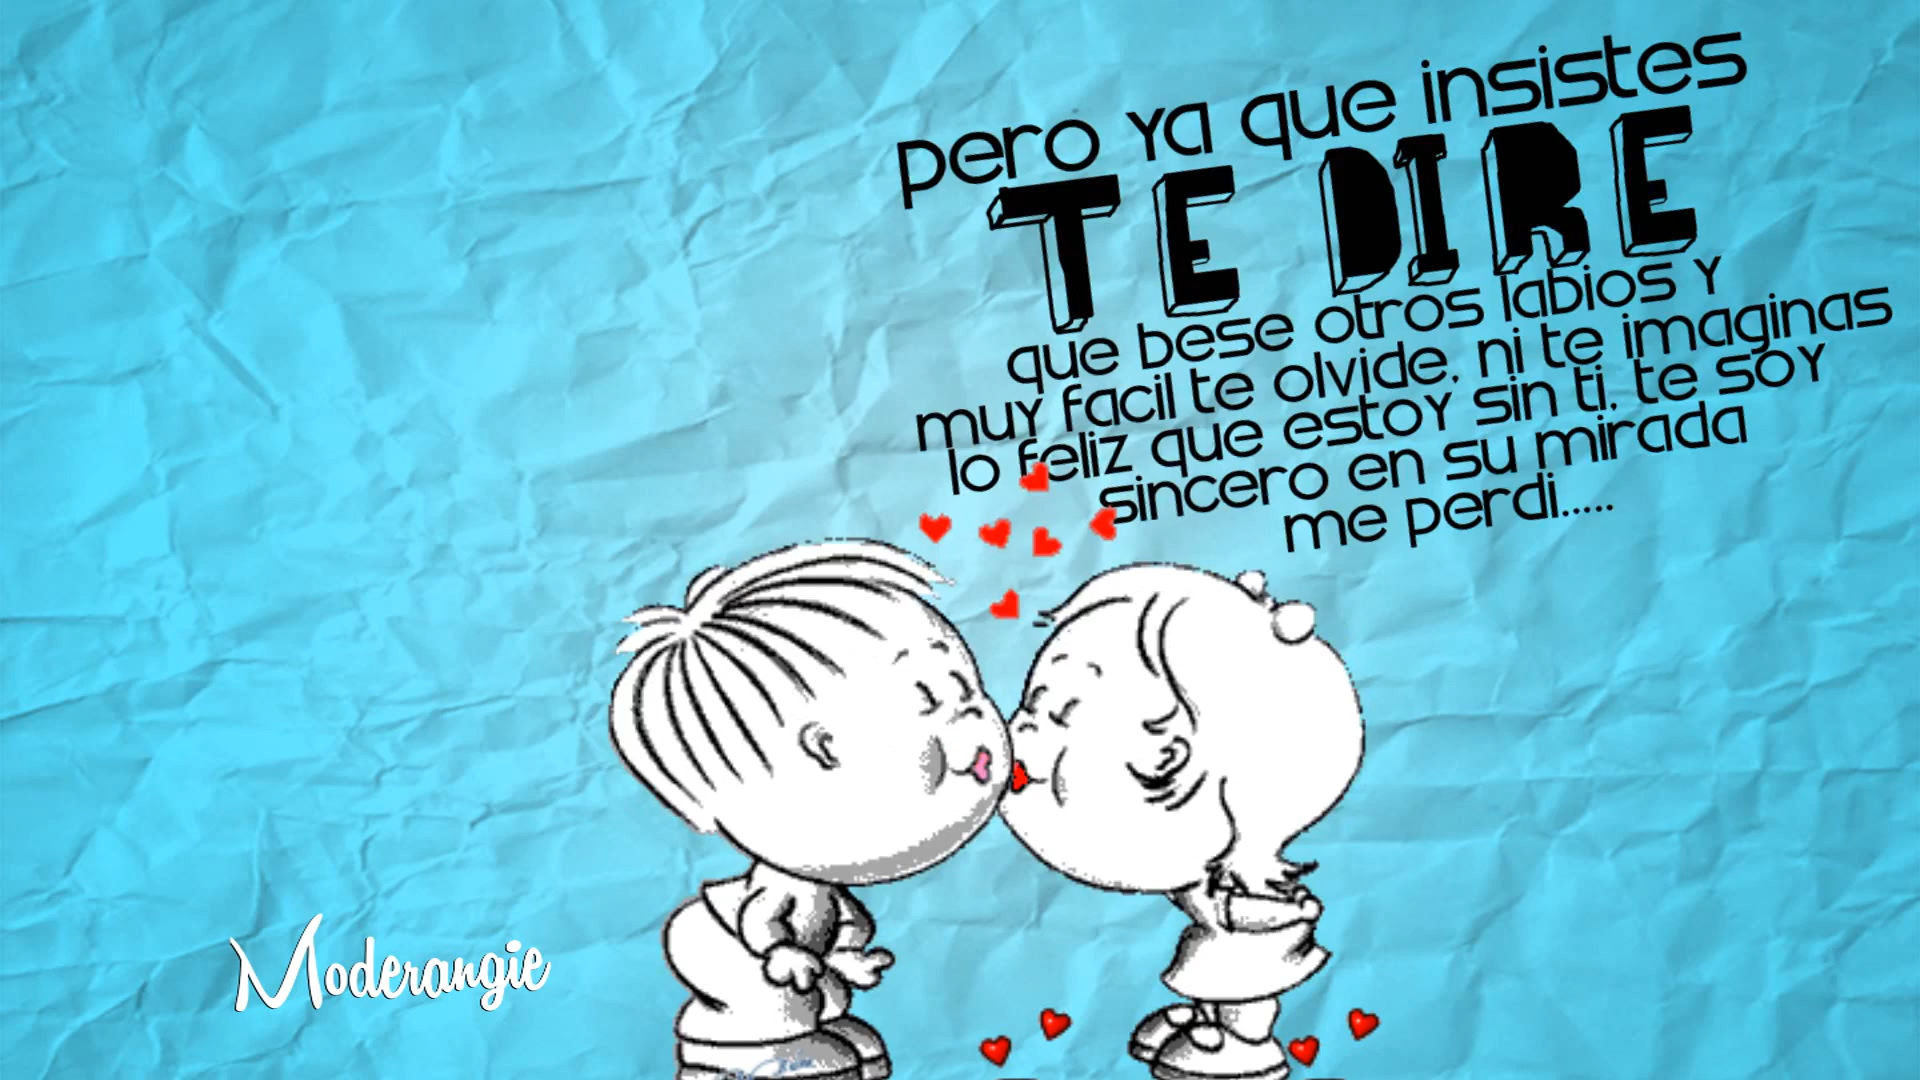 pero ya que insistes
TE DIRE
que bese otros labios y
muy facil te olvide, ni te imaginas
lo feliz que estoy sin ti, te soy
sincero en su mirada
me perdi.....
Moderangie